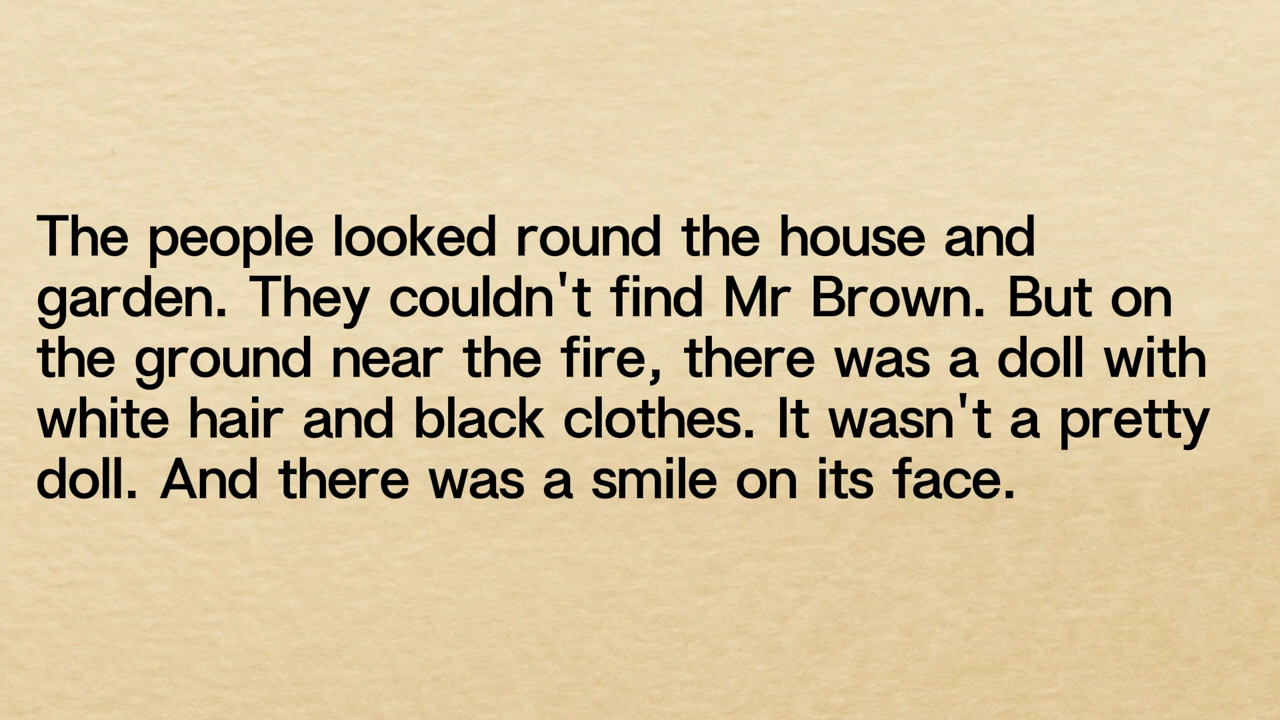 The people looked round the house and
garden. They couldn't find Mr Brown. But on
the ground near the fire, there was a doll with
white hair and black clothes. It wasn't a pretty
doll. And there was a smile on its face.